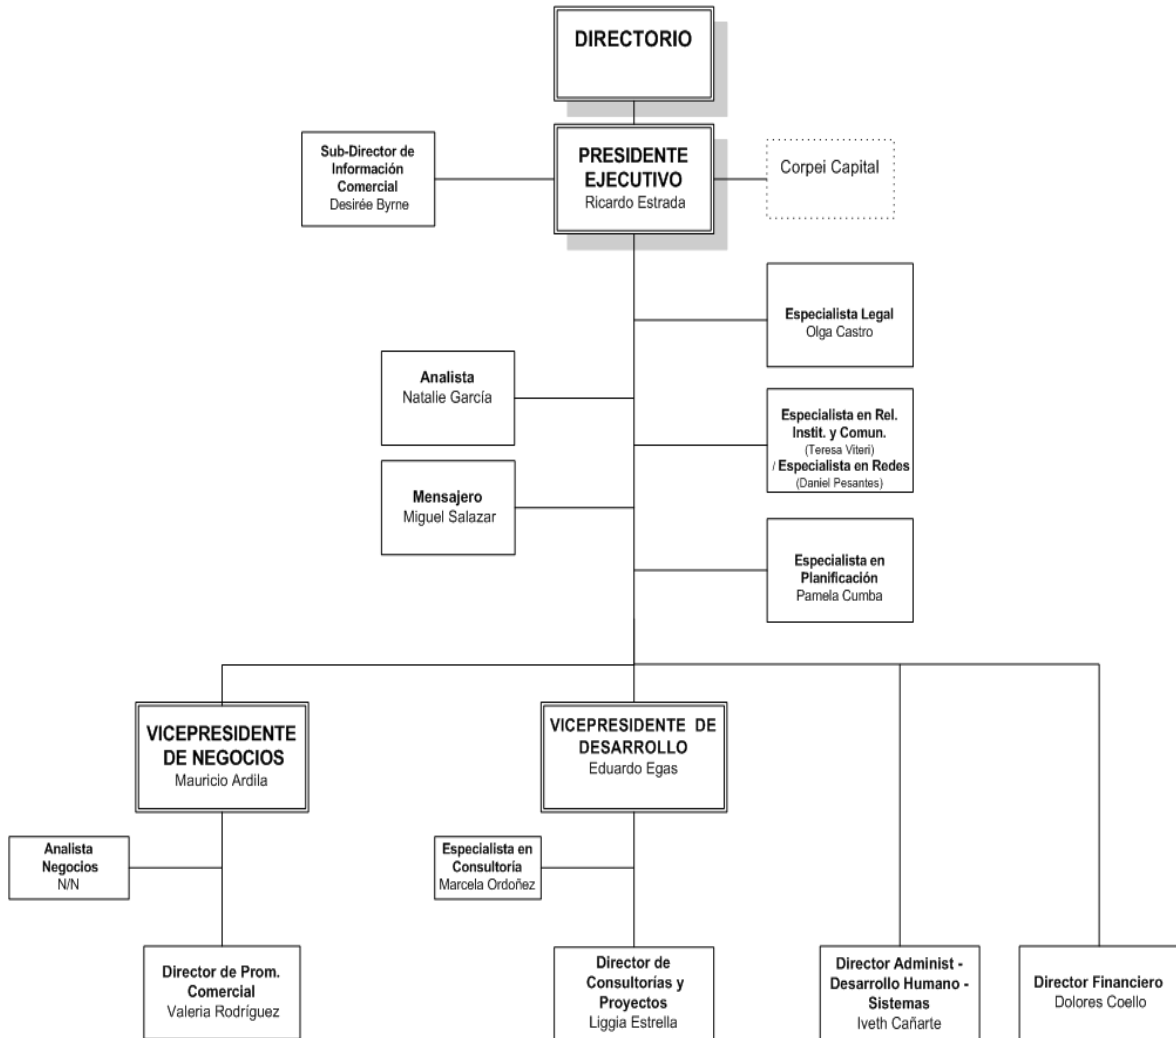 DIRECTORIO
Sub-Director de
Información
Comercial
Desirée Byrne
PRESIDENTE
EJECUTIVO
Ricardo Estrada
Corpei Capital
Especialista Legal
Olga Castro
Analista
Natalie García
Especialista en Rel.
Instit. y Comun.
(Teresa Viteri)
/ Especialista en Redes
(Daniel Pesantes)
Mensajero
Miguel Salazar
Especialista en
Planificación
Pamela Cumba
VICEPRESIDENTE
DE NEGOCIOS
Mauricio Ardila
VICEPRESIDENTE DE
DESARROLLO
Eduardo Egas
Analista
Negocios
N/N
Especialista en
Consultoría
Marcela Ordoñez
Director de Prom.
Comercial
Valeria Rodríguez
Director de
Consultorías y
Proyectos
Liggia Estrella
Director Administ -
Desarrollo Humano -
Sistemas
Iveth Cañarte
Director Financiero
Dolores Coello